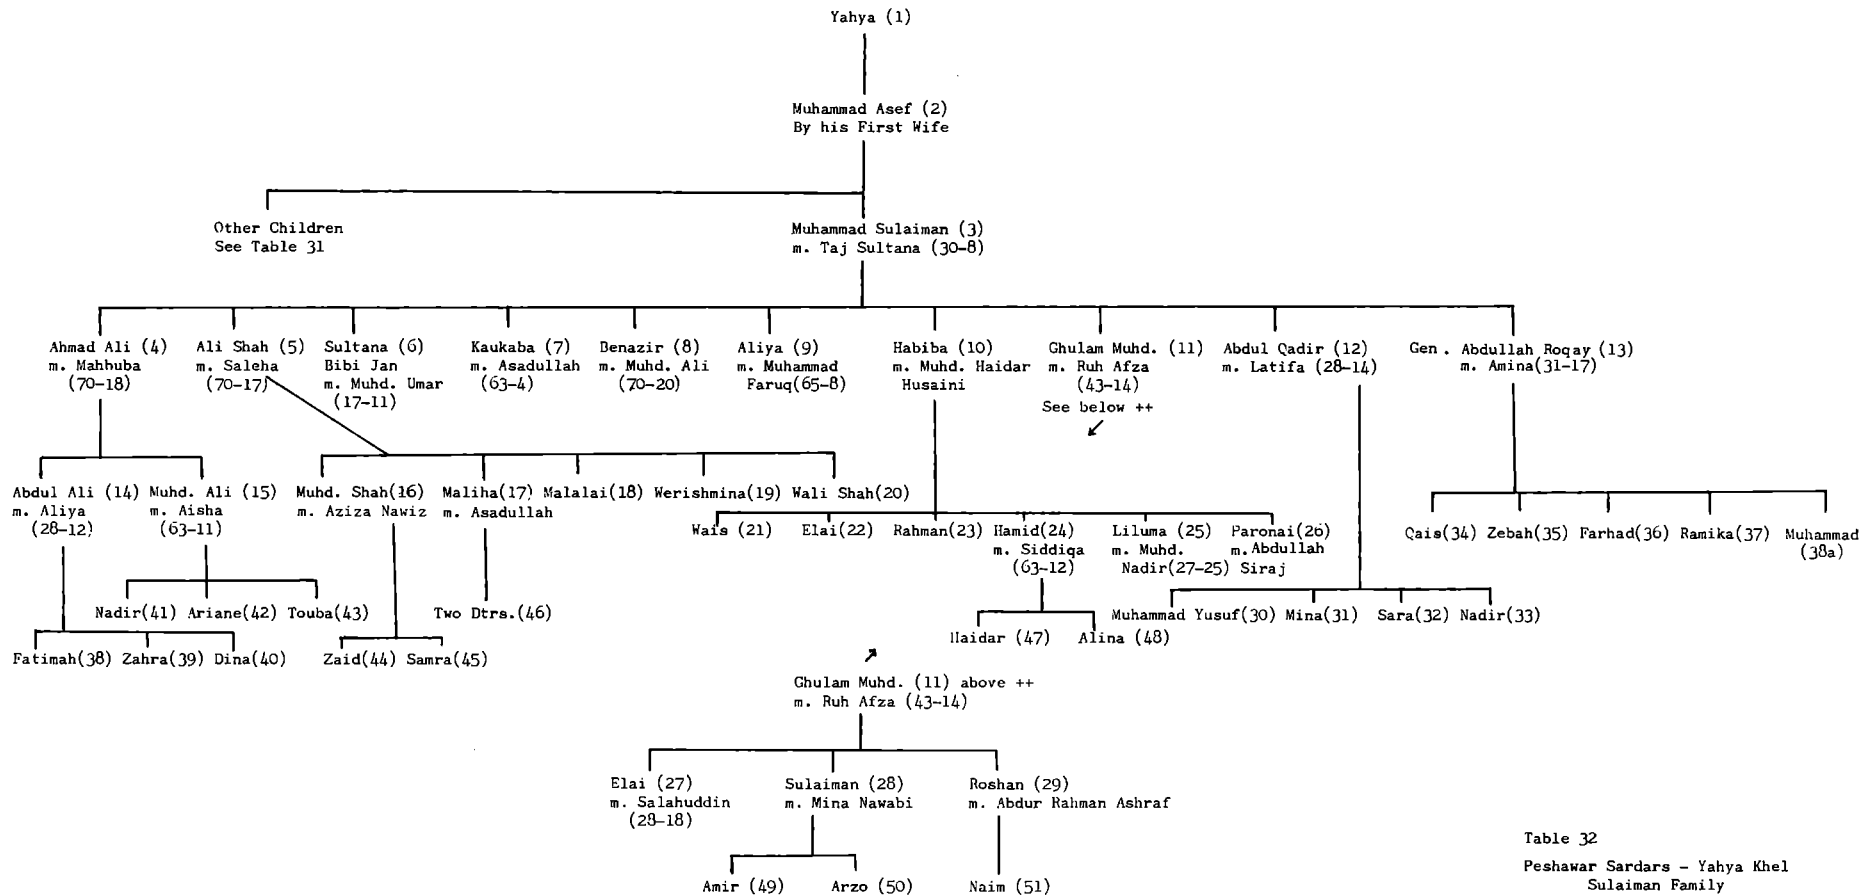 Yahya (1)
Muhammad Asef (2)
By his First Wife
Other Children
See Table 31
Muhammad Sulaiman (3)
m. Taj Sultana (30-8)
Ahmad Ali (4)
m. Mahbuba
(70-18)
Ali Shah (5)
m. Saleha
(70-17)
Sultana (6)
Bibi Jan
m. Muhd. Umar
(17-11)
Kaukaba (7)
m. Asadullah
(63-4)
Benazir (8)
m. Muhd. Ali
(70-20)
Aliya (9)
m. Muhammad
Faruq(65-8)
Habiba (10)
m. Muhd. Haidar
Husaini
Ghulam Muhd. (11)
m. Ruh Afza
(43-14)
See below ++
Abdul Qadir (12)
m. Latifa (28-14)
Gen. Abdullah Roqay (13)
m. Amina(31-17)
Abdul Ali (14)
m. Aliya
(28-12)
Muhd. Ali (15)
m. Aisha
(63-11)
Muhd. Shah(16)
m. Aziza Nawiz
Maliha(17)
m. Asadullah
Malalai(18)
Werishmina(19)
Wali Shah(20)
Wais (21)
Elai(22)
Rahman(23)
Hamid(24)
m. Siddiqa
(63-12)
Liluma (25)
m. Muhd.
Nadir(27-25)
Paronai(26)
m.Abdullah
Siraj
Qais(34)
Zebah(35)
Farhad(36)
Ramika(37)
Muhammad
(38a)
Nadir(41)
Ariane(42)
Touba(43)
Two Dtrs.(46)
Muhammad Yusuf(30)
Mina(31)
Sara(32)
Nadir(33)
Haidar (47)
Alina (48)
Fatimah(38)
Zahra(39)
Dina(40)
Zaid(44)
Samra(45)
Ghulam Muhd. (11) above ++
m. Ruh Afza (43-14)
Elai (27)
m. Salahuddin
(28-18)
Sulaiman (28)
m. Mina Nawabi
Roshan (29)
m. Abdur Rahman Ashraf
Amir (49)
Arzo (50)
Naim (51)
Table 32
Peshawar Sardars - Yahya Khel
Sulaiman Family